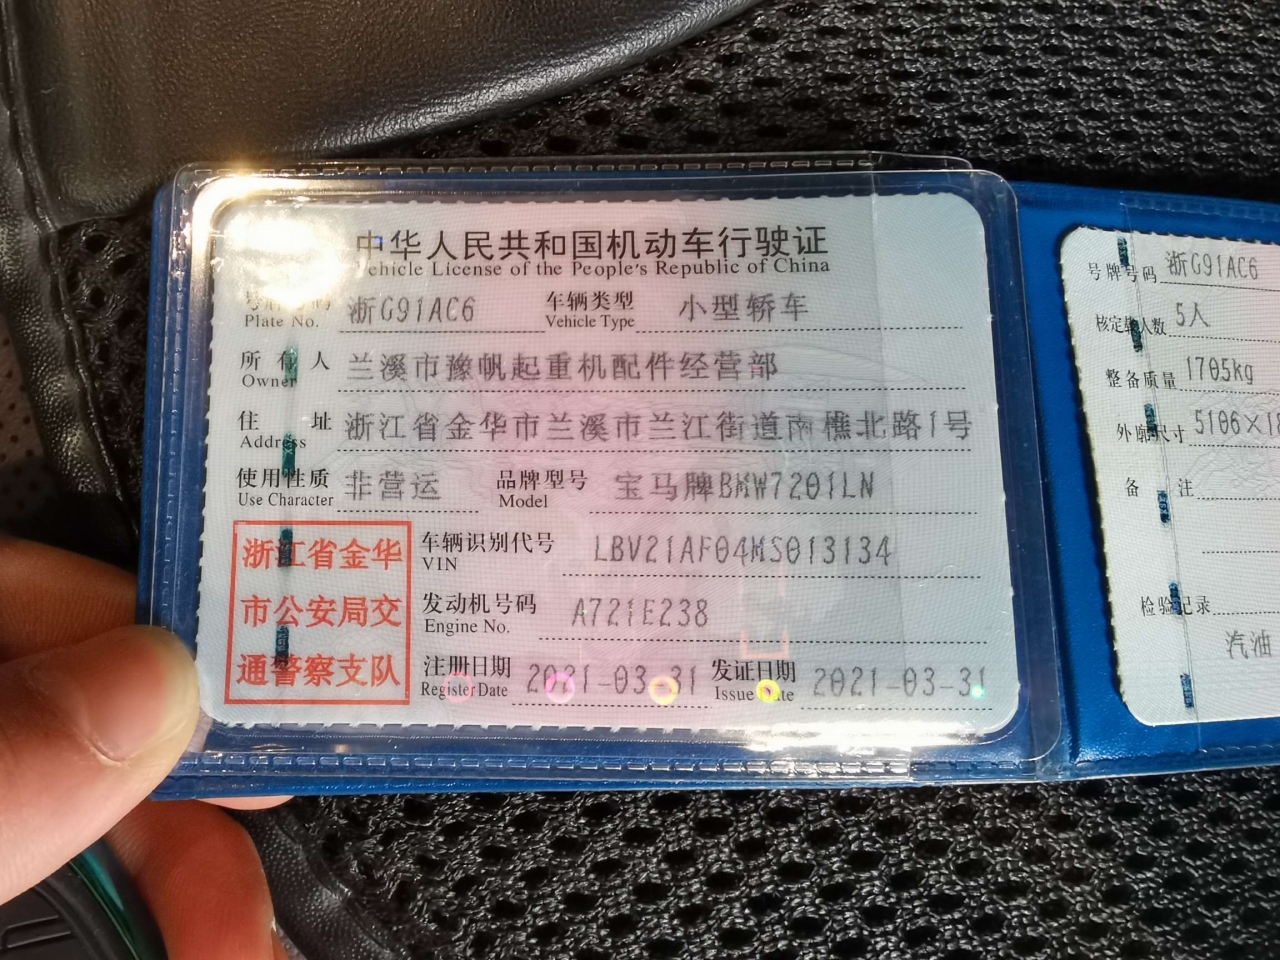 中华人民共和国机动车行驶证
Vehicle License of the People's Republic of China
号牌号码 浙G91AC6 车辆类型 小型轿车
Plate No. Vehicle Type
所有人 兰溪市豫帆起重机配件经营部
Owner
住址 浙江省金华市兰溪市兰江街道南樵北路1号
Address
使用性质 非营运 品牌型号 宝马牌BMW7201LN
Use Character Model
浙江省金华
市公安局交
通警察支队
车辆识别代号 LBV21AF04MS013134
VIN
发动机号码 A721E238
Engine No.
注册日期 2021-03-31 发证日期 2021-03-31
Register Date Issue Date
号牌号码 浙G91AC6
核定载人数 5人
整备质量 1705kg
外廓尺寸 5106×18
备注
检验记录
汽油